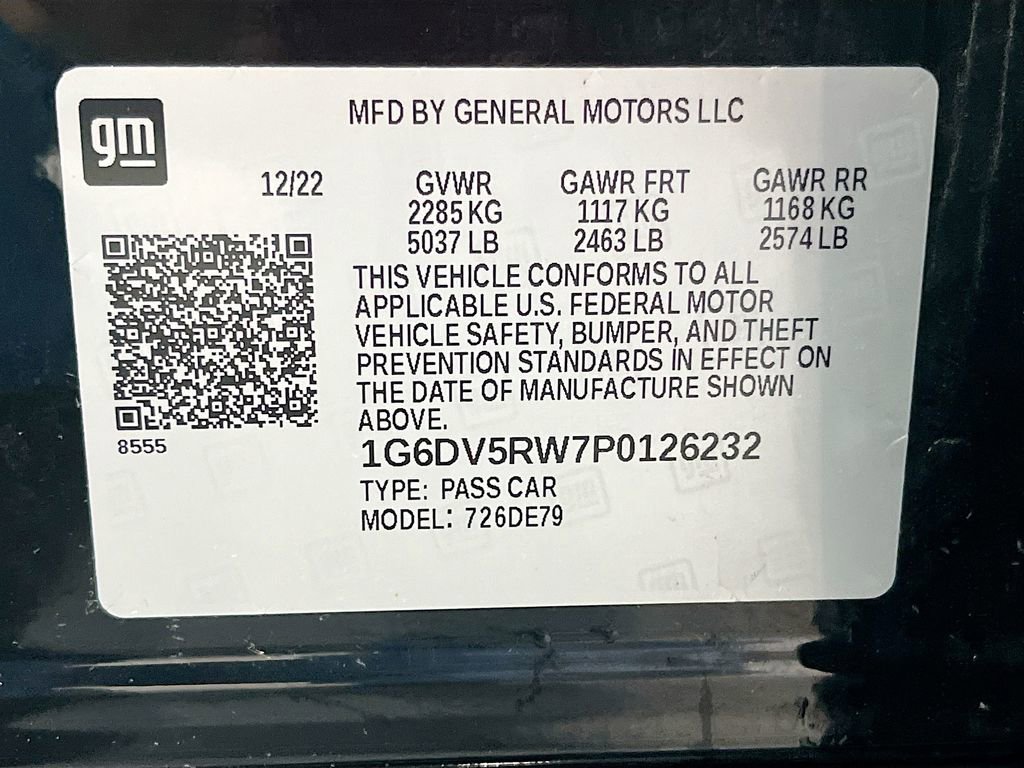 gm
MFD BY GENERAL MOTORS LLC
12/22 GVWR GAWR FRT GAWR RR
2285 KG 1117 KG 1168 KG
5037 LB 2463 LB 2574 LB
THIS VEHICLE CONFORMS TO ALL
APPLICABLE U.S. FEDERAL MOTOR
VEHICLE SAFETY, BUMPER, AND THEFT
PREVENTION STANDARDS IN EFFECT ON
THE DATE OF MANUFACTURE SHOWN
ABOVE.
8555
1G6DV5RW7P0126232
TYPE: PASS CAR
MODEL: 726DE79